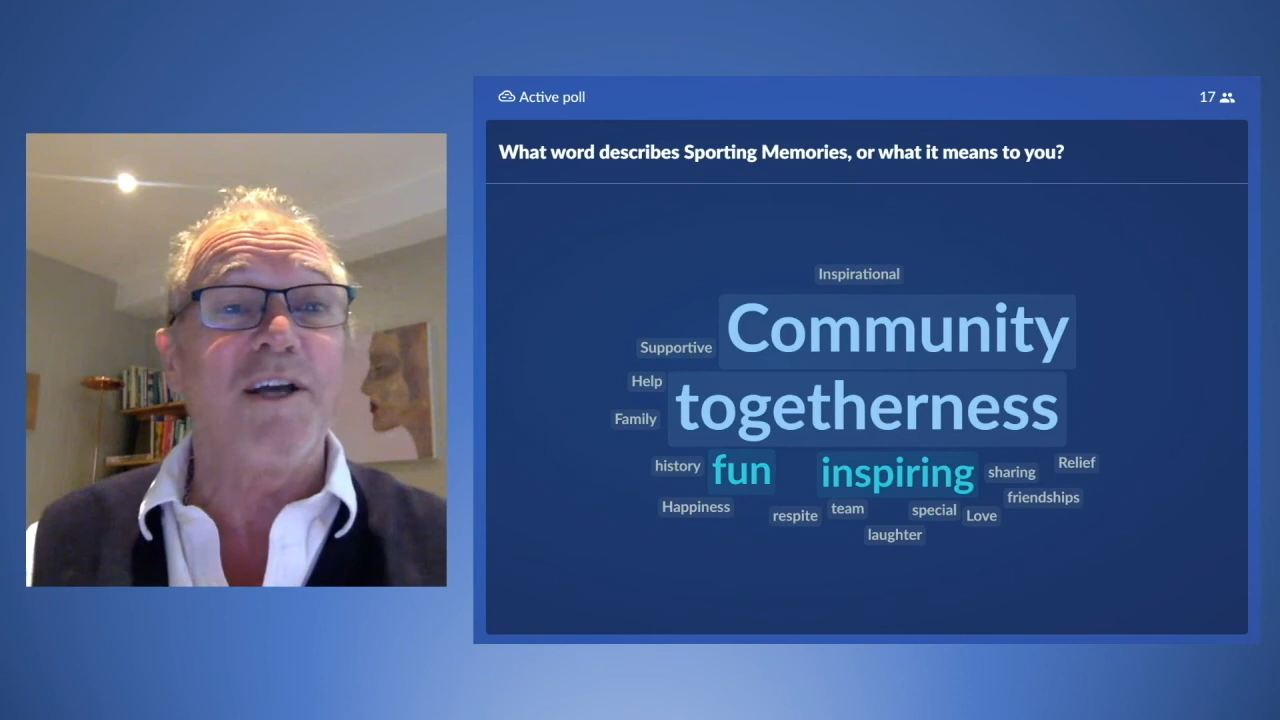 Active poll
17
What word describes Sporting Memories, or what it means to you?
Inspirational
Community
Supportive
Help
togetherness
Family
history
fun
inspiring
sharing
Relief
friendships
Happiness
respite
team
special
Love
laughter